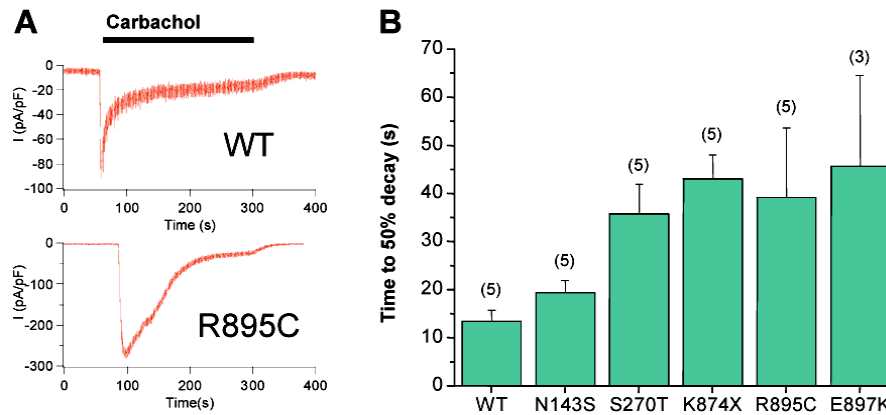 A
Carbachol
I (pA/pF)
0
-20
-40
-60
-80
-100
WT
0 100 200 300 400
Time (s)
I (pA/pF)
0
-100
-200
-300
R895C
0 100 200 300 400
Time(s)
B
Time to 50% decay (s)
70
60
50
40
30
20
10
0
(5) (5) (5) (5) (5) (3)
WT N143S S270T K874X R895C E897K